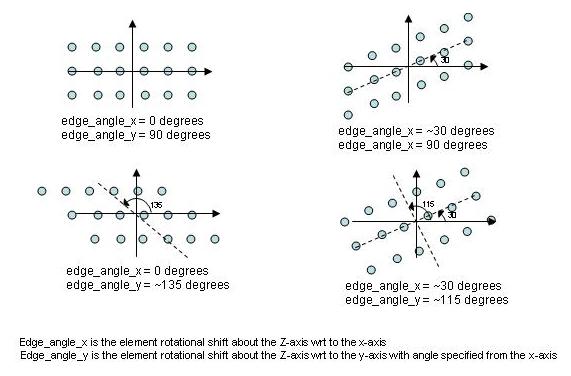 30
edge_angle_x = 0 degrees
edge_angle_y = 90 degrees
edge_angle_x = ~30 degrees
edge_angle_x = 90 degrees
135
115
30
edge_angle_x = 0 degrees
edge_angle_y = ~135 degrees
edge_angle_x = ~30 degrees
edge_angle_y = ~115 degrees
Edge_angle_x is the element rotational shift about the Z-axis wrt to the x-axis
Edge_angle_y is the element rotational shift about the Z-axis wrt to the y-axis with angle specified from the x-axis